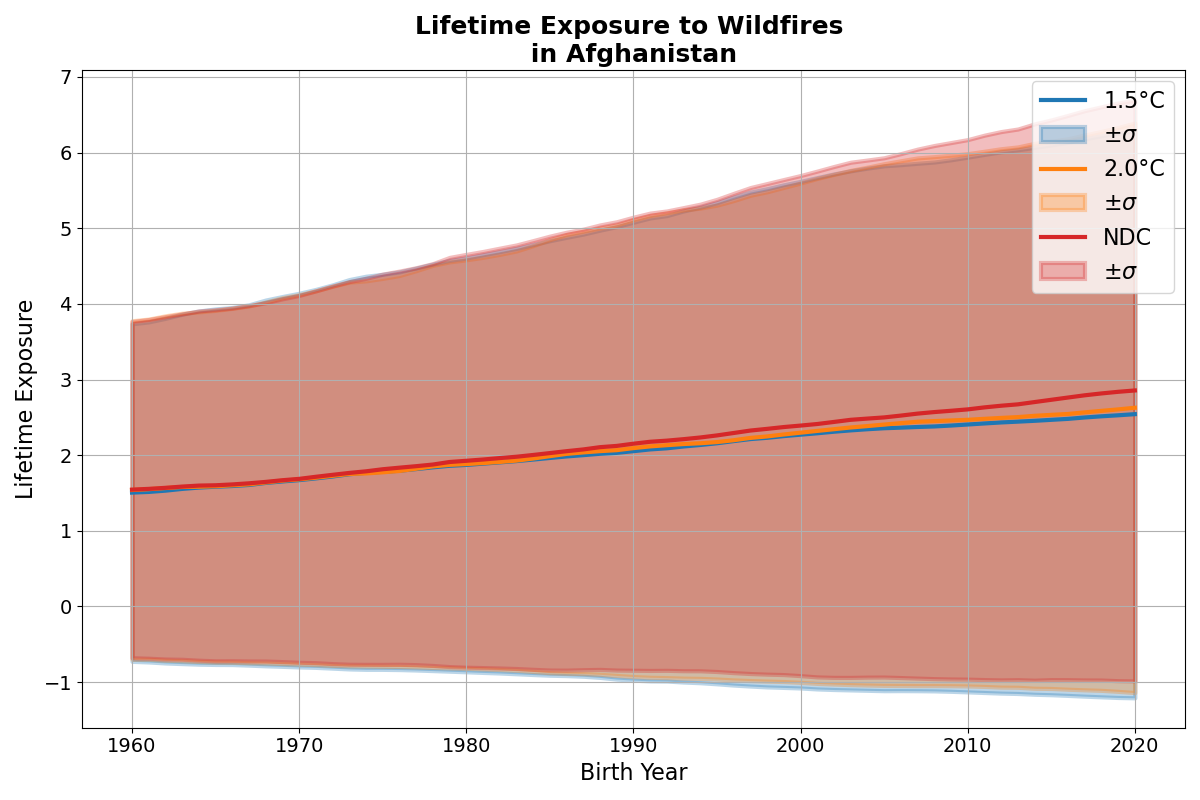 Lifetime Exposure to Wildfires
in Afghanistan
7
6
5
4
3
2
1
0
−1
Lifetime Exposure
1.5°C
±σ
2.0°C
±σ
NDC
±σ
1960 1970 1980 1990 2000 2010 2020
Birth Year